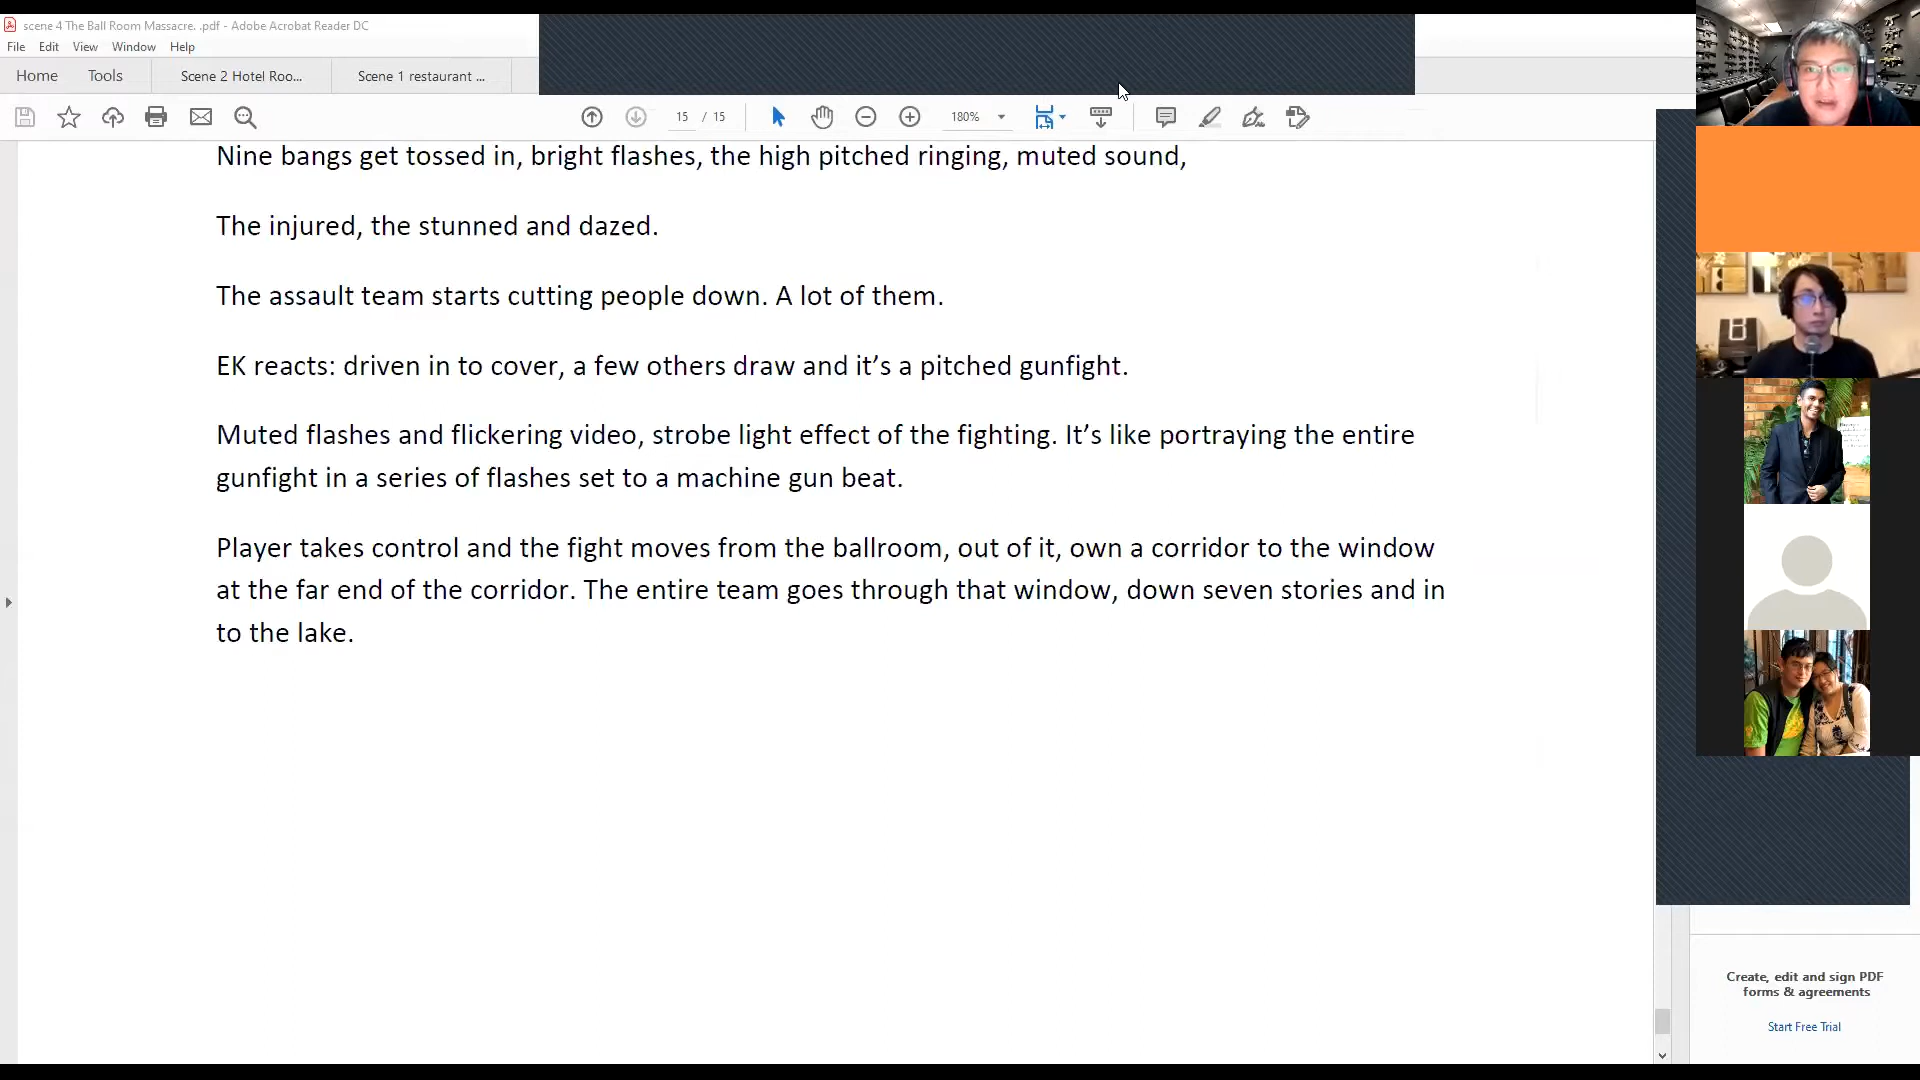 scene 4 The Ball Room Massacre. .pdf - Adobe Acrobat Reader DC
File Edit View Window Help
Home Tools Scene 2 Hotel Roo... Scene 1 restaurant ...
15 / 15 180%
Nine bangs get tossed in, bright flashes, the high pitched ringing, muted sound,
The injured, the stunned and dazed.
The assault team starts cutting people down. A lot of them.
EK reacts: driven in to cover, a few others draw and it’s a pitched gunfight.
Muted flashes and flickering video, strobe light effect of the fighting. It’s like portraying the entire
gunfight in a series of flashes set to a machine gun beat.
Player takes control and the fight moves from the ballroom, out of it, own a corridor to the window
at the far end of the corridor. The entire team goes through that window, down seven stories and in
to the lake.
Create, edit and sign PDF
forms & agreements
Start Free Trial